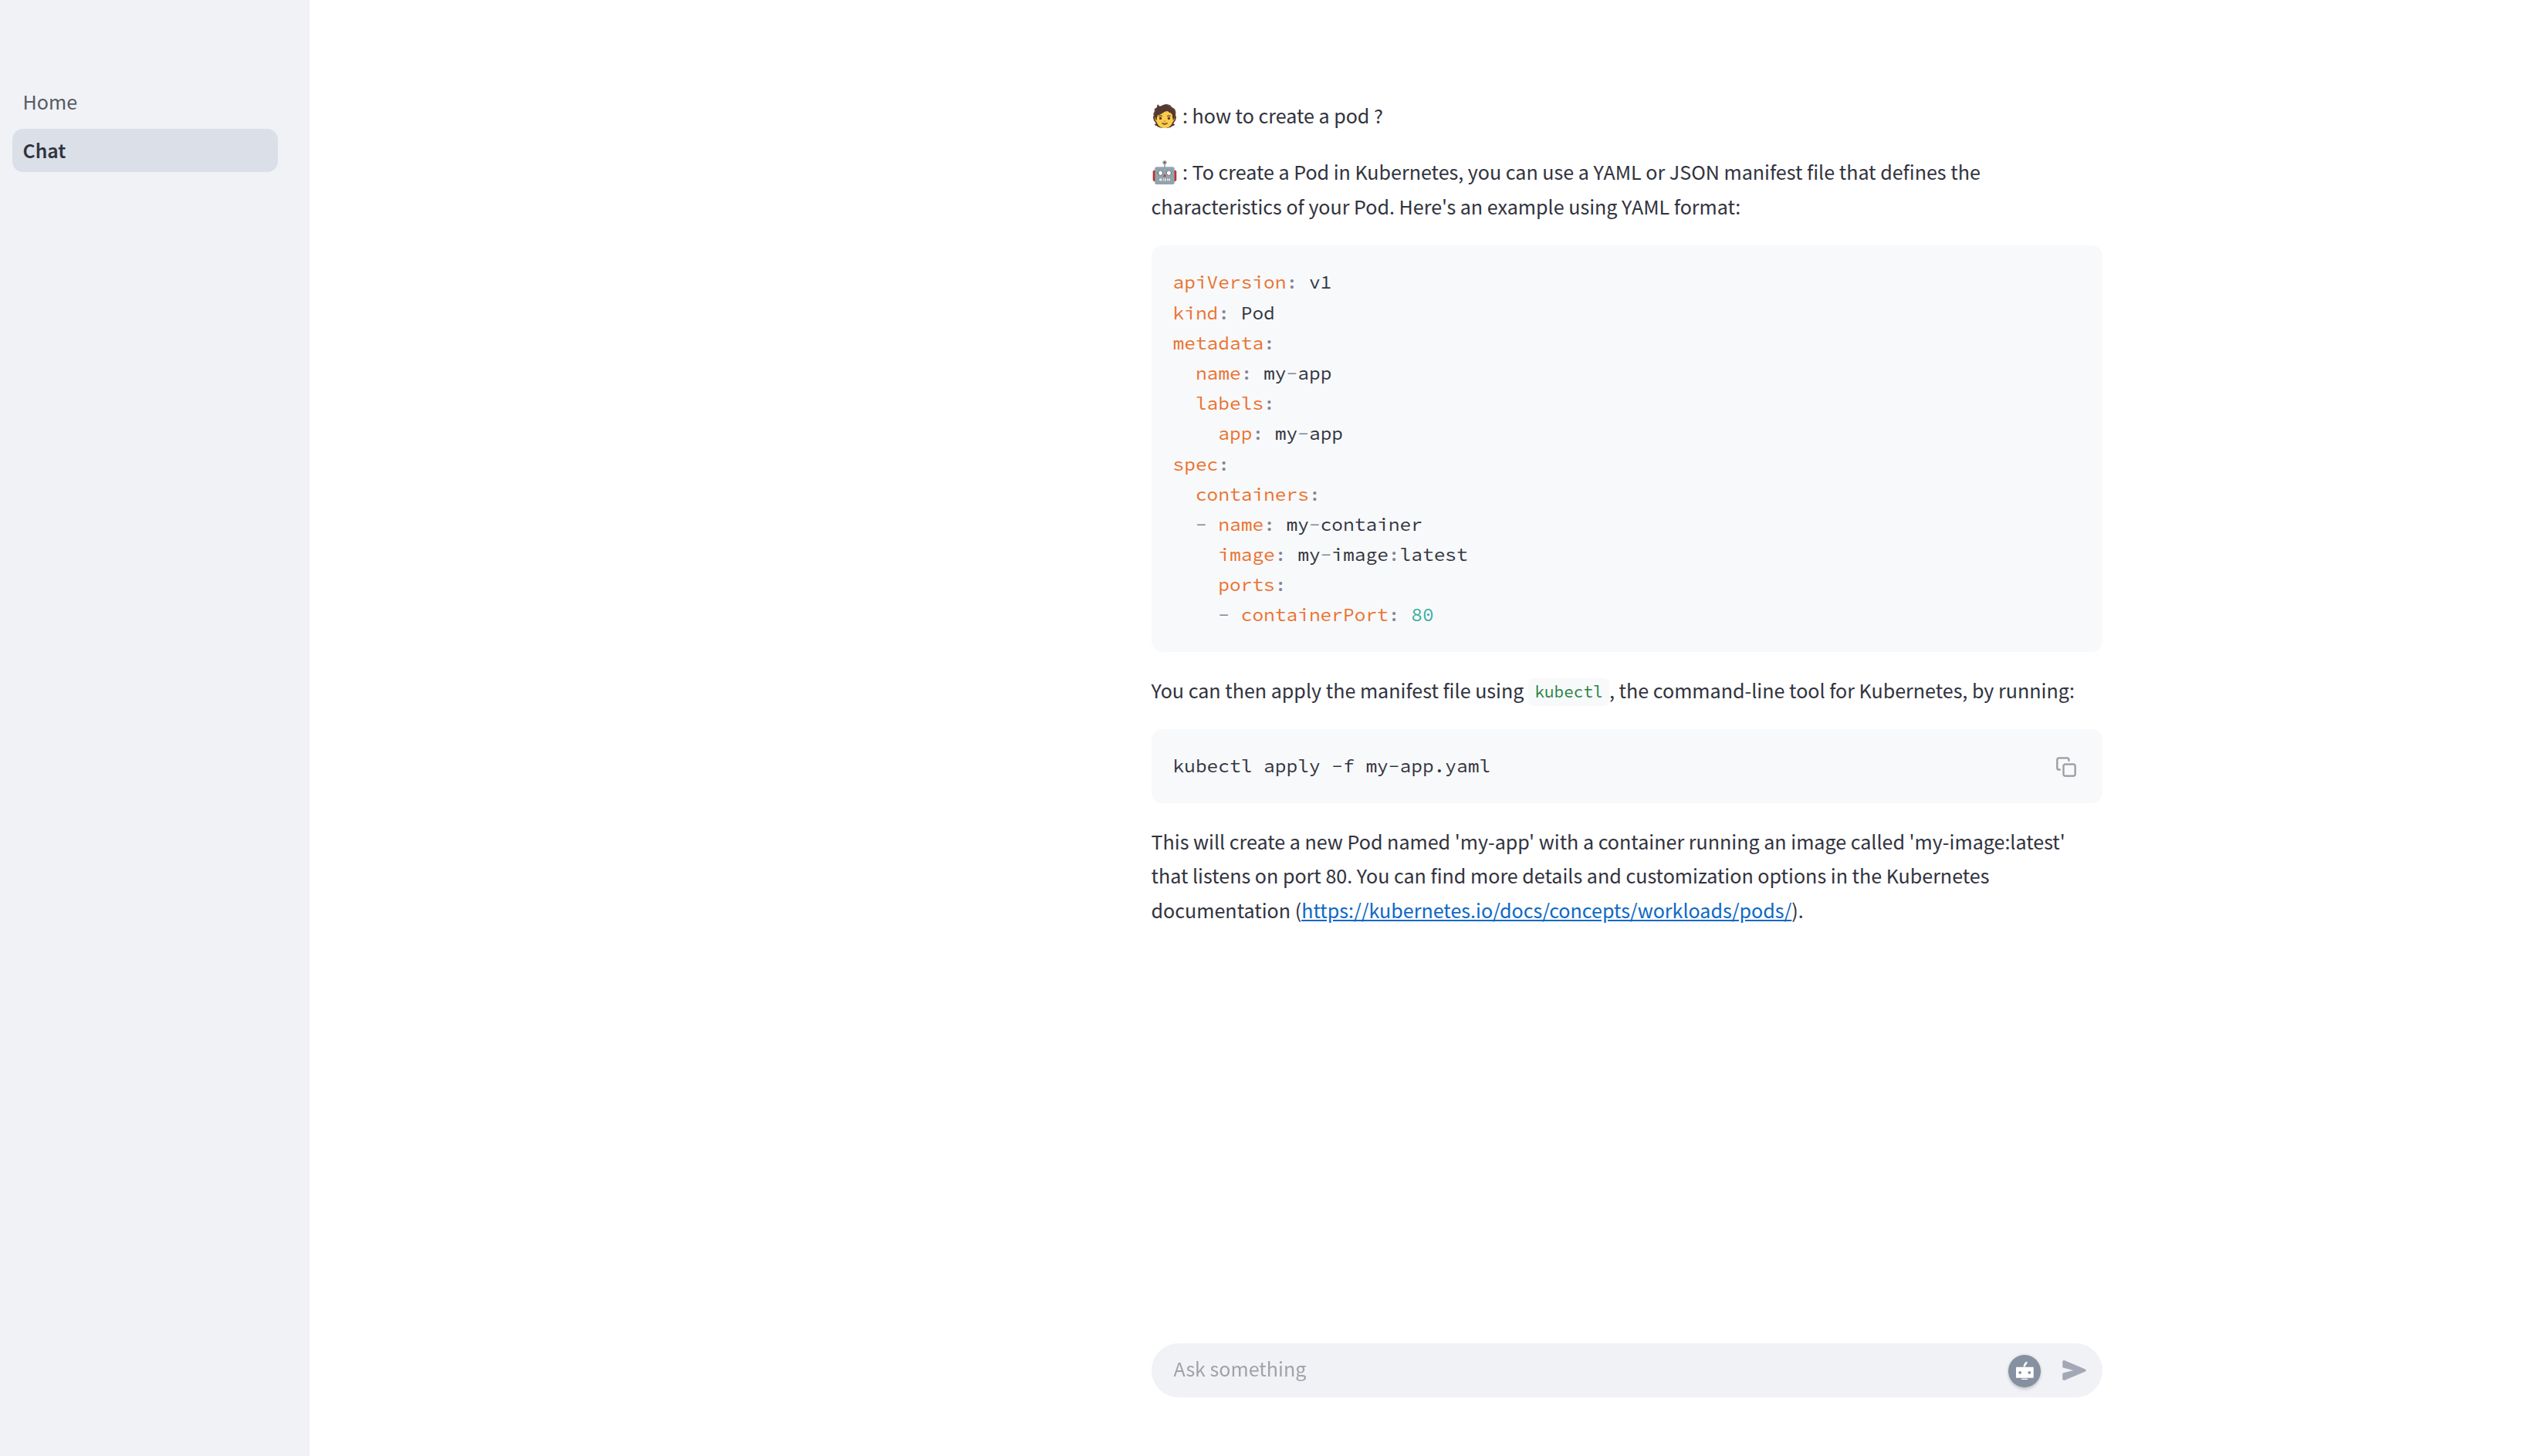 Home
Chat
🧑 : how to create a pod ?
🤖 : To create a Pod in Kubernetes, you can use a YAML or JSON manifest file that defines the
characteristics of your Pod. Here's an example using YAML format:
apiVersion: v1
kind: Pod
metadata:
  name: my-app
  labels:
    app: my-app
spec:
  containers:
  - name: my-container
    image: my-image:latest
    ports:
    - containerPort: 80
You can then apply the manifest file using kubectl, the command-line tool for Kubernetes, by running:
kubectl apply -f my-app.yaml
This will create a new Pod named 'my-app' with a container running an image called 'my-image:latest'
that listens on port 80. You can find more details and customization options in the Kubernetes
documentation (https://kubernetes.io/docs/concepts/workloads/pods/).
Ask something